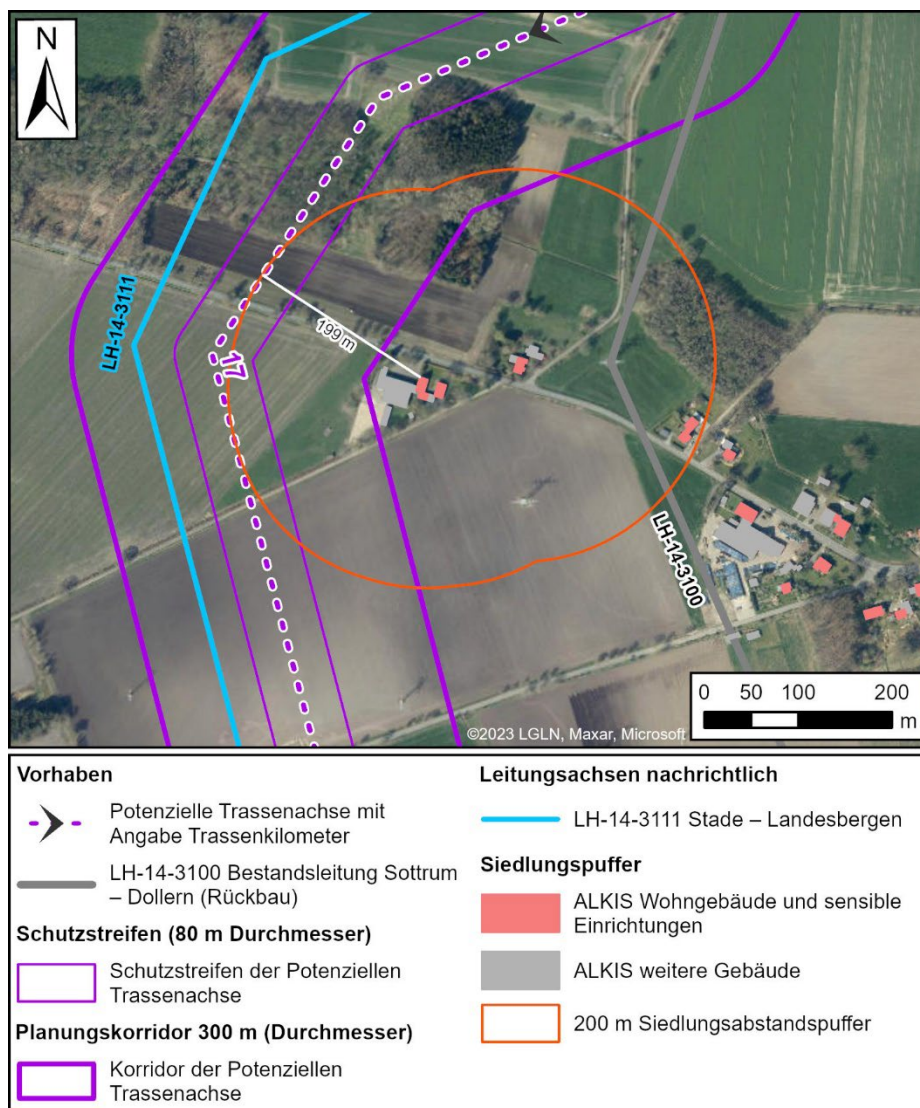 N
LH-14-3111
17
199 m
LH-14-3100
0 50 100 200
m
©2023 LGLN, Maxar, Microsoft
Vorhaben
Potenzielle Trassenachse mit
Angabe Trassenkilometer
LH-14-3100 Bestandsleitung Sottrum
– Dollern (Rückbau)
Schutzstreifen (80 m Durchmesser)
Schutzstreifen der Potenziellen
Trassenachse
Planungskorridor 300 m (Durchmesser)
Korridor der Potenziellen
Trassenachse
Leitungsachsen nachrichtlich
LH-14-3111 Stade – Landesbergen
Siedlungspuffer
ALKIS Wohngebäude und sensible
Einrichtungen
ALKIS weitere Gebäude
200 m Siedlungsabstandspuffer